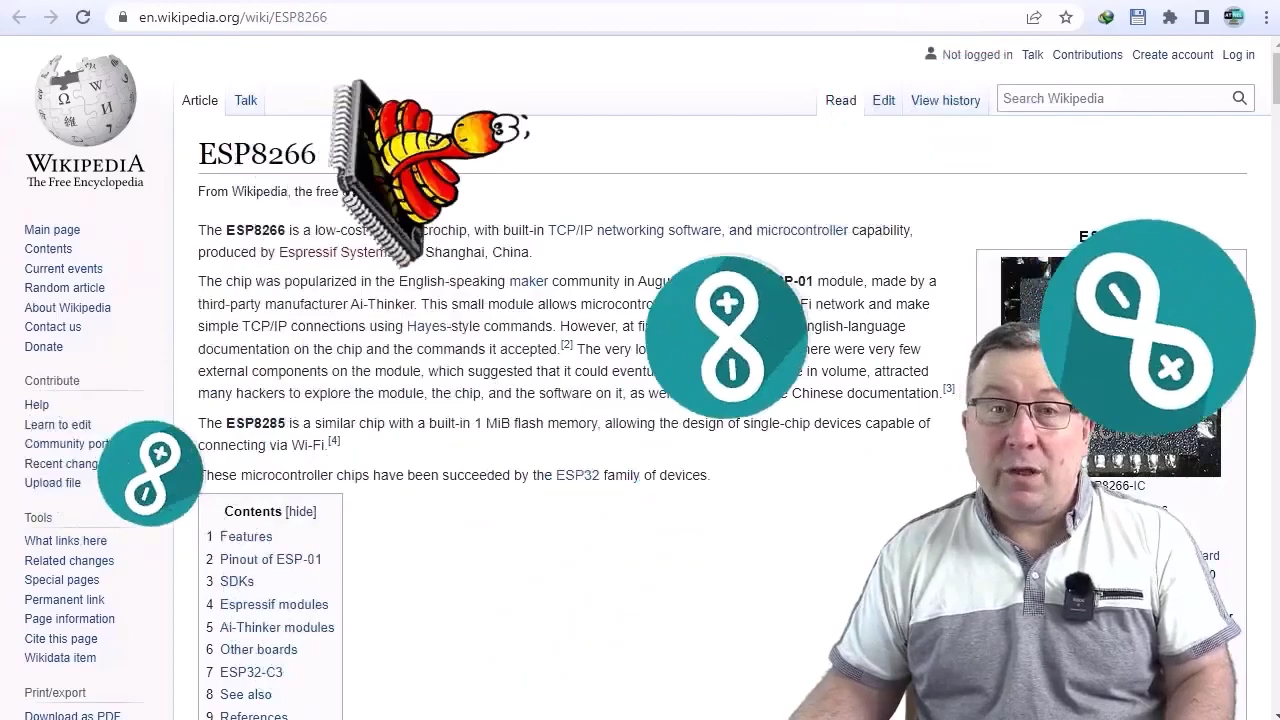 en.wikipedia.org/wiki/ESP8266
Not logged in Talk Contributions Create account Log in
Article Talk Read Edit View history Search Wikipedia
WIKIPEDIA
The Free Encyclopedia
ESP8266
From Wikipedia, the free
The ESP8266 is a low-cost rochip, with built-in TCP/IP networking software, and microcontroller capability,
produced by Espressif System Shanghai, China.
The chip was popularized in the English-speaking maker community in Augu P-01 module, made by a
third-party manufacturer Ai-Thinker. This small module allows microcontro Fi network and make
simple TCP/IP connections using Hayes-style commands. However, at fi nglish-language
documentation on the chip and the commands it accepted.[2] The very lo here were very few
external components on the module, which suggested that it could eventu e in volume, attracted
many hackers to explore the module, the chip, and the software on it, as we Chinese documentation.[3]
The ESP8285 is a similar chip with a built-in 1 MiB flash memory, allowing the design of single-chip devices capable of
connecting via Wi-Fi.[4]
These microcontroller chips have been succeeded by the ESP32 family of devices.
Contents [hide]
1 Features
2 Pinout of ESP-01
3 SDKs
4 Espressif modules
5 Ai-Thinker modules
6 Other boards
7 ESP32-C3
8 See also
9 References
Main page
Contents
Current events
Random article
About Wikipedia
Contact us
Donate
Contribute
Help
Learn to edit
Community port
Recent chang
Upload file
Tools
What links here
Related changes
Special pages
Permanent link
Page information
Cite this page
Wikidata item
Print/export
Download as PDF
P8266-IC